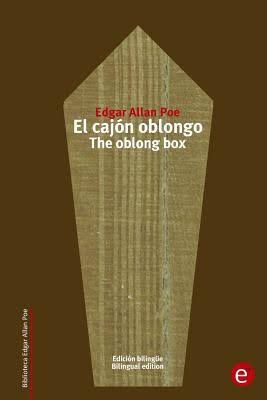 Edgar Allan Poe
El cajón oblongo
The oblong box
Edición bilingüe
Bilingual edition
Biblioteca Edgar Allan Poe
e